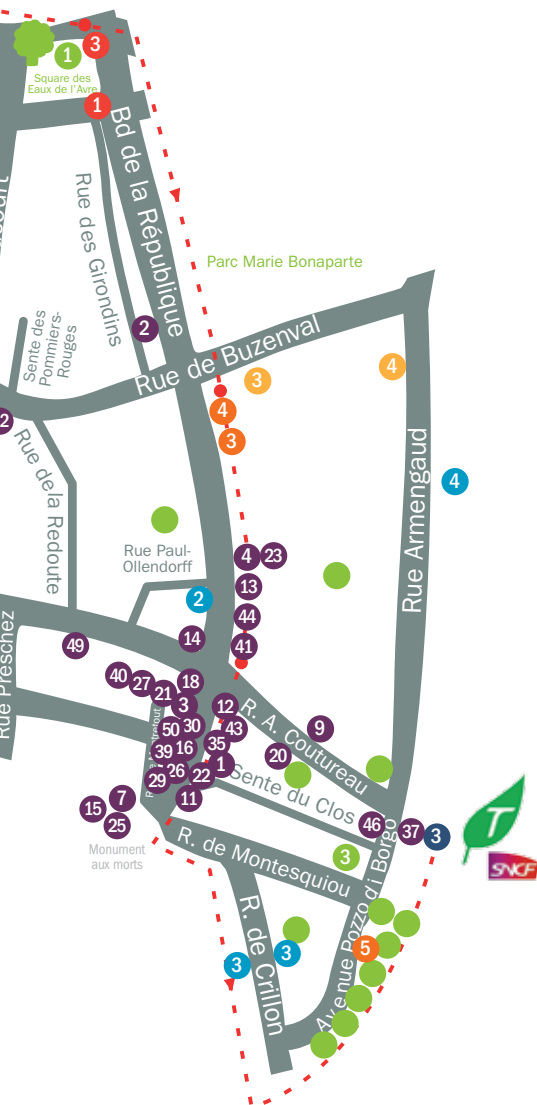 1
3
Square des
Eaux de l'Avre
1
Bd de la République
Rue des Girondins
Parc Marie Bonaparte
2
Sente des
Pommiers-
Rouges
Rue de Buzenval
3
4
4
3
2
Rue de la Redoute
Rue Armengaud
4
Rue Paul-
Ollendorff
4
23
13
2
44
14
41
49
Rue Preschez
40
27
18
21
3
12
R. A. Coutureau
9
50
30
43
39
16
35
20
1
29
26
22
Sente du Clos
11
15
7
25
46
37
3
T
SNCF
Monument
aux morts
R. de Montesquiou
3
Avenue Pozzo di Borgo
R. de Crillon
5
3
3